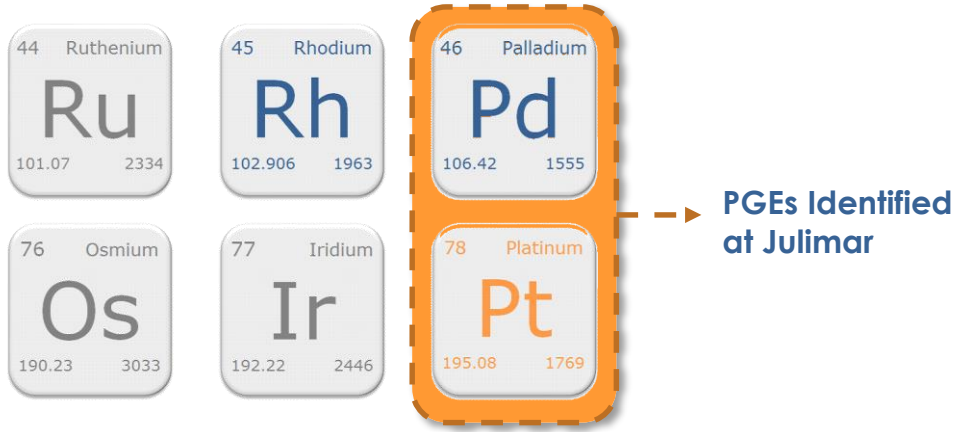 44 Ruthenium
Ru
101.07 2334
45 Rhodium
Rh
102.906 1963
46 Palladium
Pd
106.42 1555
76 Osmium
Os
190.23 3033
77 Iridium
Ir
192.22 2446
78 Platinum
Pt
195.08 1769
PGEs Identified
at Julimar